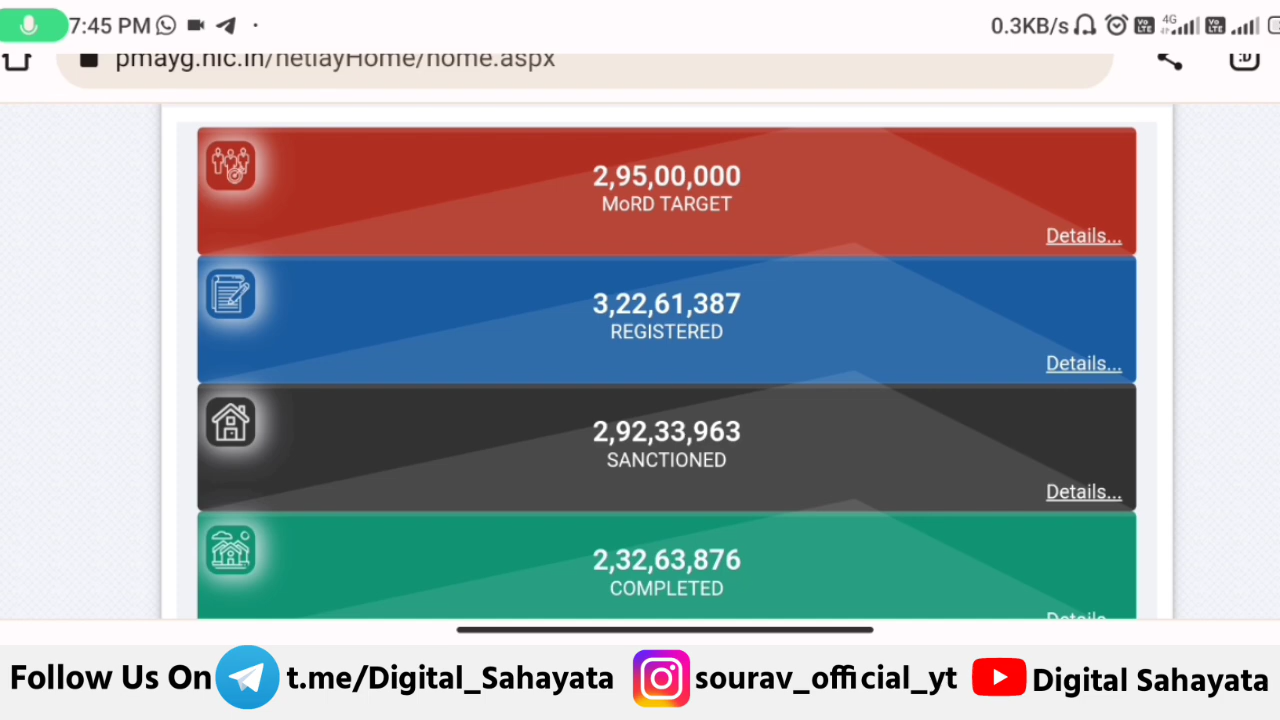 7:45 PM 0.3KB/s 4G
pmayg.nic.in/netiayHome/home.aspx :D
2,95,00,000
MoRD TARGET
Details...
3,22,61,387
REGISTERED
Details...
2,92,33,963
SANCTIONED
Details...
2,32,63,876
COMPLETED
Details...
Follow Us On t.me/Digital_Sahayata sourav_official_yt Digital Sahayata